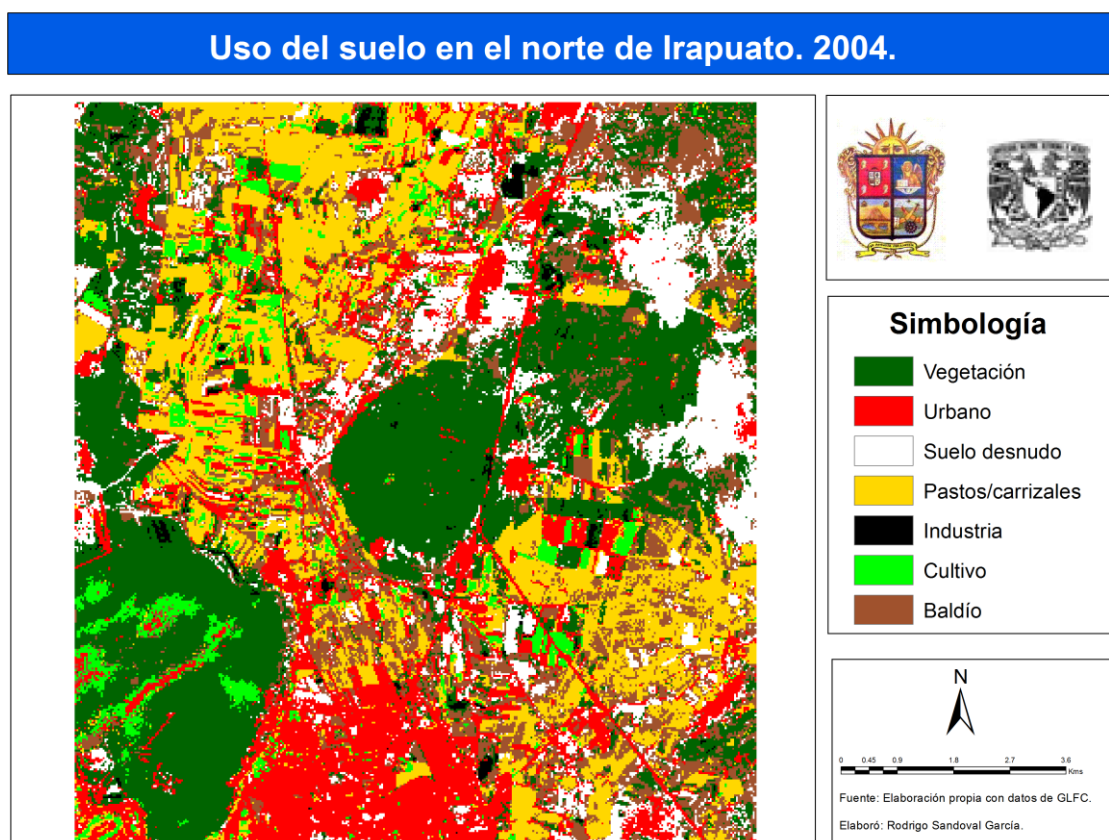 Uso del suelo en el norte de Irapuato. 2004.
Simbología
Vegetación
Urbano
Suelo desnudo
Pastos/carrizales
Industria
Cultivo
Baldío
N
0 0.45 0.9 1.8 2.7 3.6
Kms
Fuente: Elaboración propia con datos de GLFC.
Elaboró: Rodrigo Sandoval García.